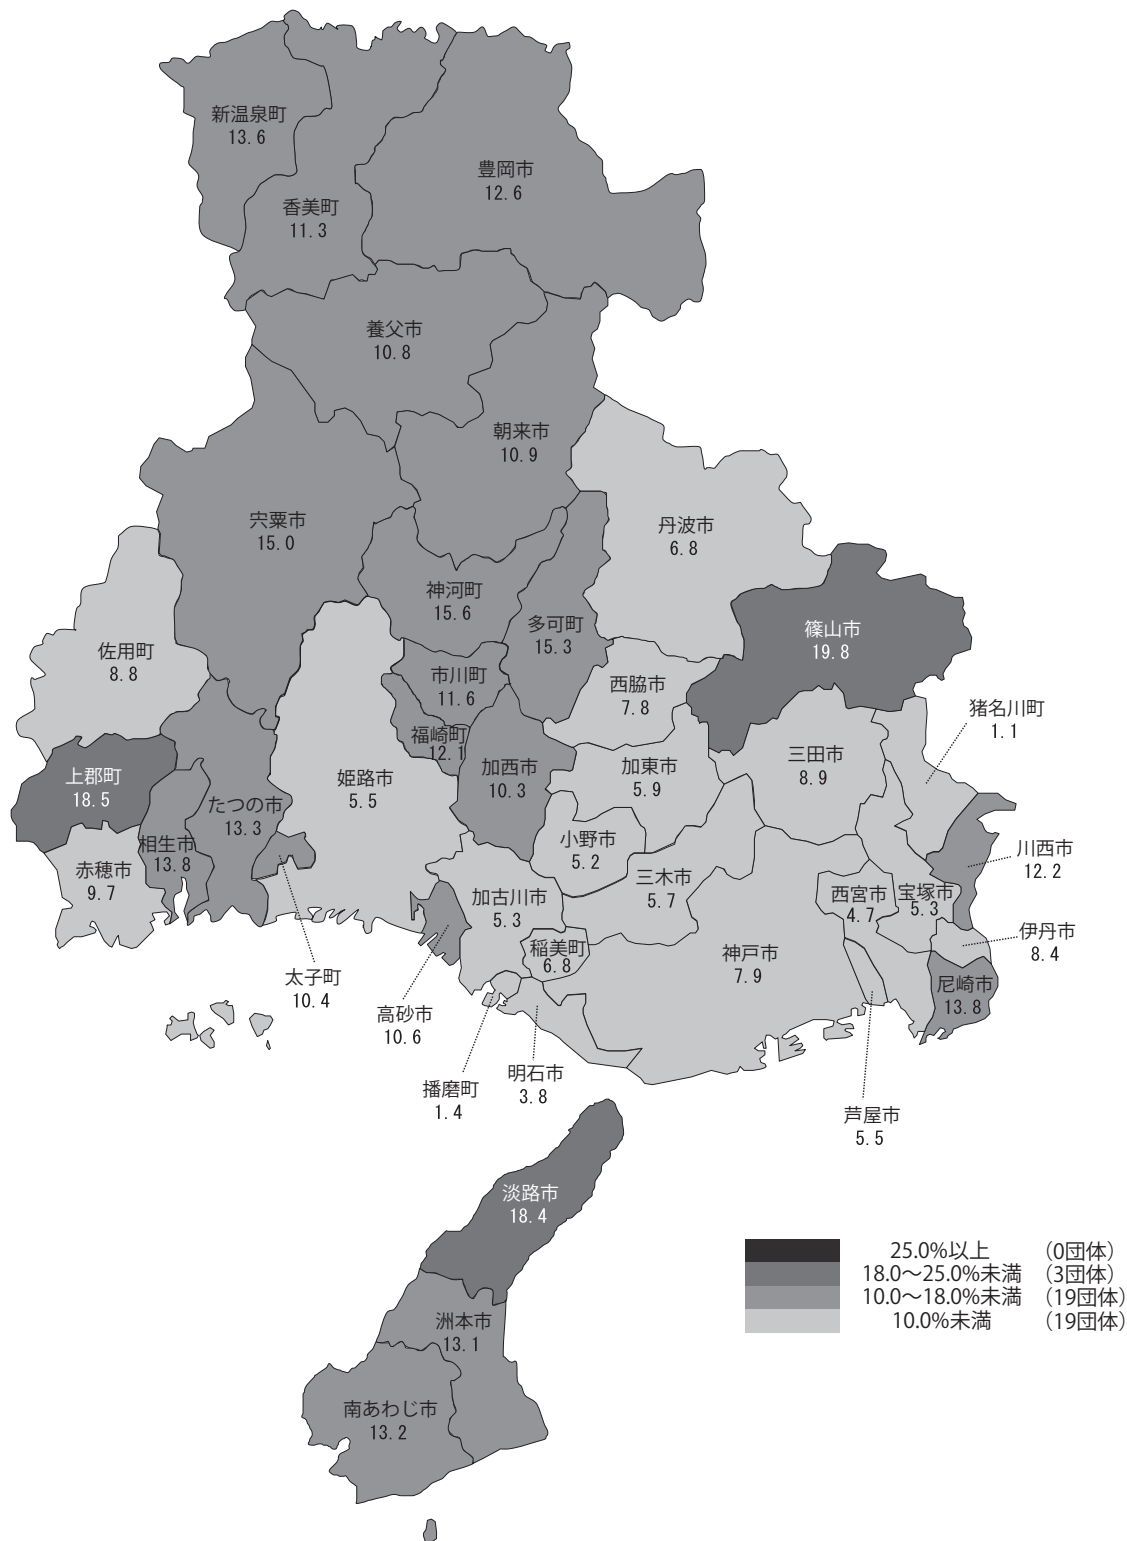 新温泉町
13.6
香美町
11.3
豊岡市
12.6
養父市
10.8
朝来市
10.9
宍粟市
15.0
丹波市
6.8
神河町
15.6
多可町
15.3
篠山市
19.8
佐用町
8.8
市川町
11.6
西脇市
7.8
猪名川町
1.1
福崎町
12.1
上郡町
18.5
姫路市
5.5
加西市
10.3
加東市
5.9
三田市
8.9
たつの市
13.3
相生市
13.8
小野市
5.2
川西市
12.2
赤穂市
9.7
加古川市
5.3
三木市
5.7
西宮市
4.7
宝塚市
5.3
伊丹市
8.4
稲美町
6.8
神戸市
7.9
太子町
10.4
尼崎市
13.8
高砂市
10.6
播磨町
1.4
明石市
3.8
芦屋市
5.5
淡路市
18.4
洲本市
13.1
南あわじ市
13.2
25.0%以上 (0団体)
18.0～25.0%未満 (3団体)
10.0～18.0%未満 (19団体)
10.0%未満 (19団体)